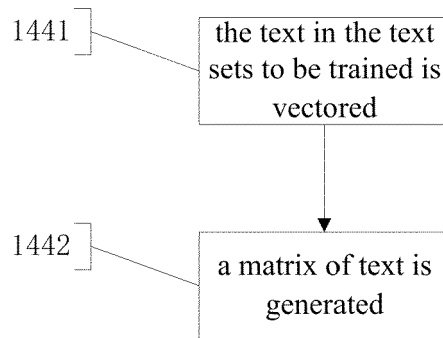 1441
the text in the text
sets to be trained is
vectored
1442
a matrix of text is
generated